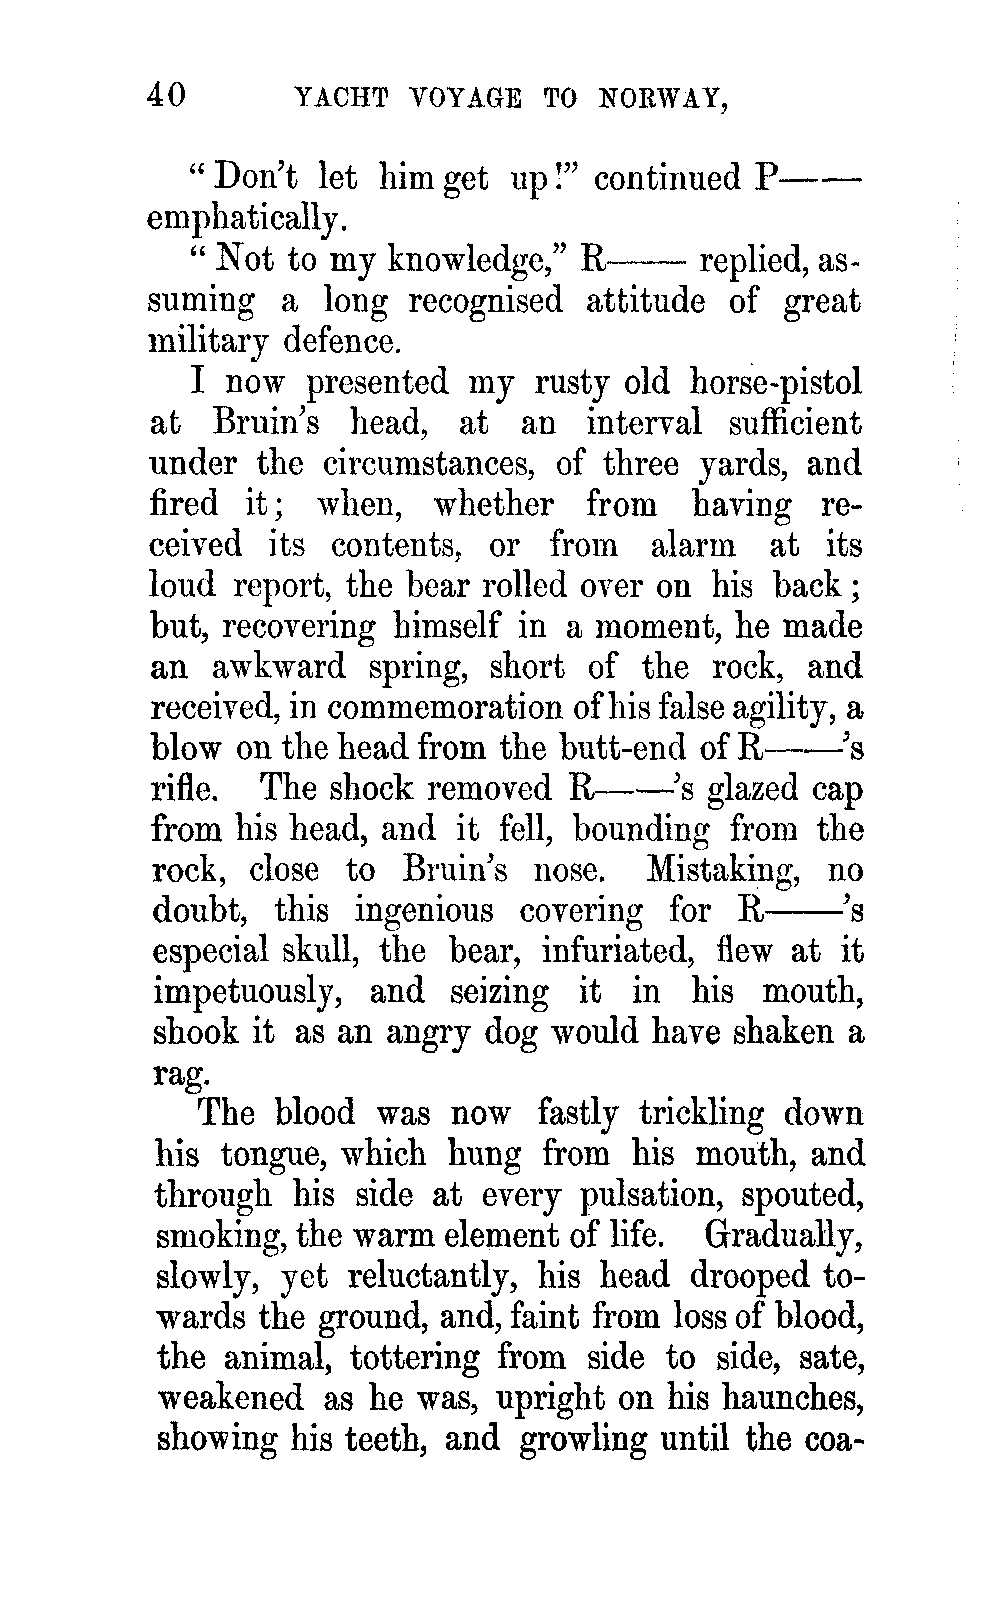 40 YACHT VOYAGE TO NORWAY,
“Don’t let him get up!” continued P——
emphatically.
“Not to my knowledge,” R—— replied, as-
suming a long recognised attitude of great
military defence.
I now presented my rusty old horse-pistol
at Bruin’s head, at an interval sufficient
under the circumstances, of three yards, and
fired it; when, whether from having re-
ceived its contents, or from alarm at its
loud report, the bear rolled over on his back;
but, recovering himself in a moment, he made
an awkward spring, short of the rock, and
received, in commemoration of his false agility, a
blow on the head from the butt-end of R——’s
rifle. The shock removed R——’s glazed cap
from his head, and it fell, bounding from the
rock, close to Bruin’s nose. Mistaking, no
doubt, this ingenious covering for R——’s
especial skull, the bear, infuriated, flew at it
impetuously, and seizing it in his mouth,
shook it as an angry dog would have shaken a
rag.
The blood was now fastly trickling down
his tongue, which hung from his mouth, and
through his side at every pulsation, spouted,
smoking, the warm element of life. Gradually,
slowly, yet reluctantly, his head drooped to-
wards the ground, and, faint from loss of blood,
the animal, tottering from side to side, sate,
weakened as he was, upright on his haunches,
showing his teeth, and growling until the coa-